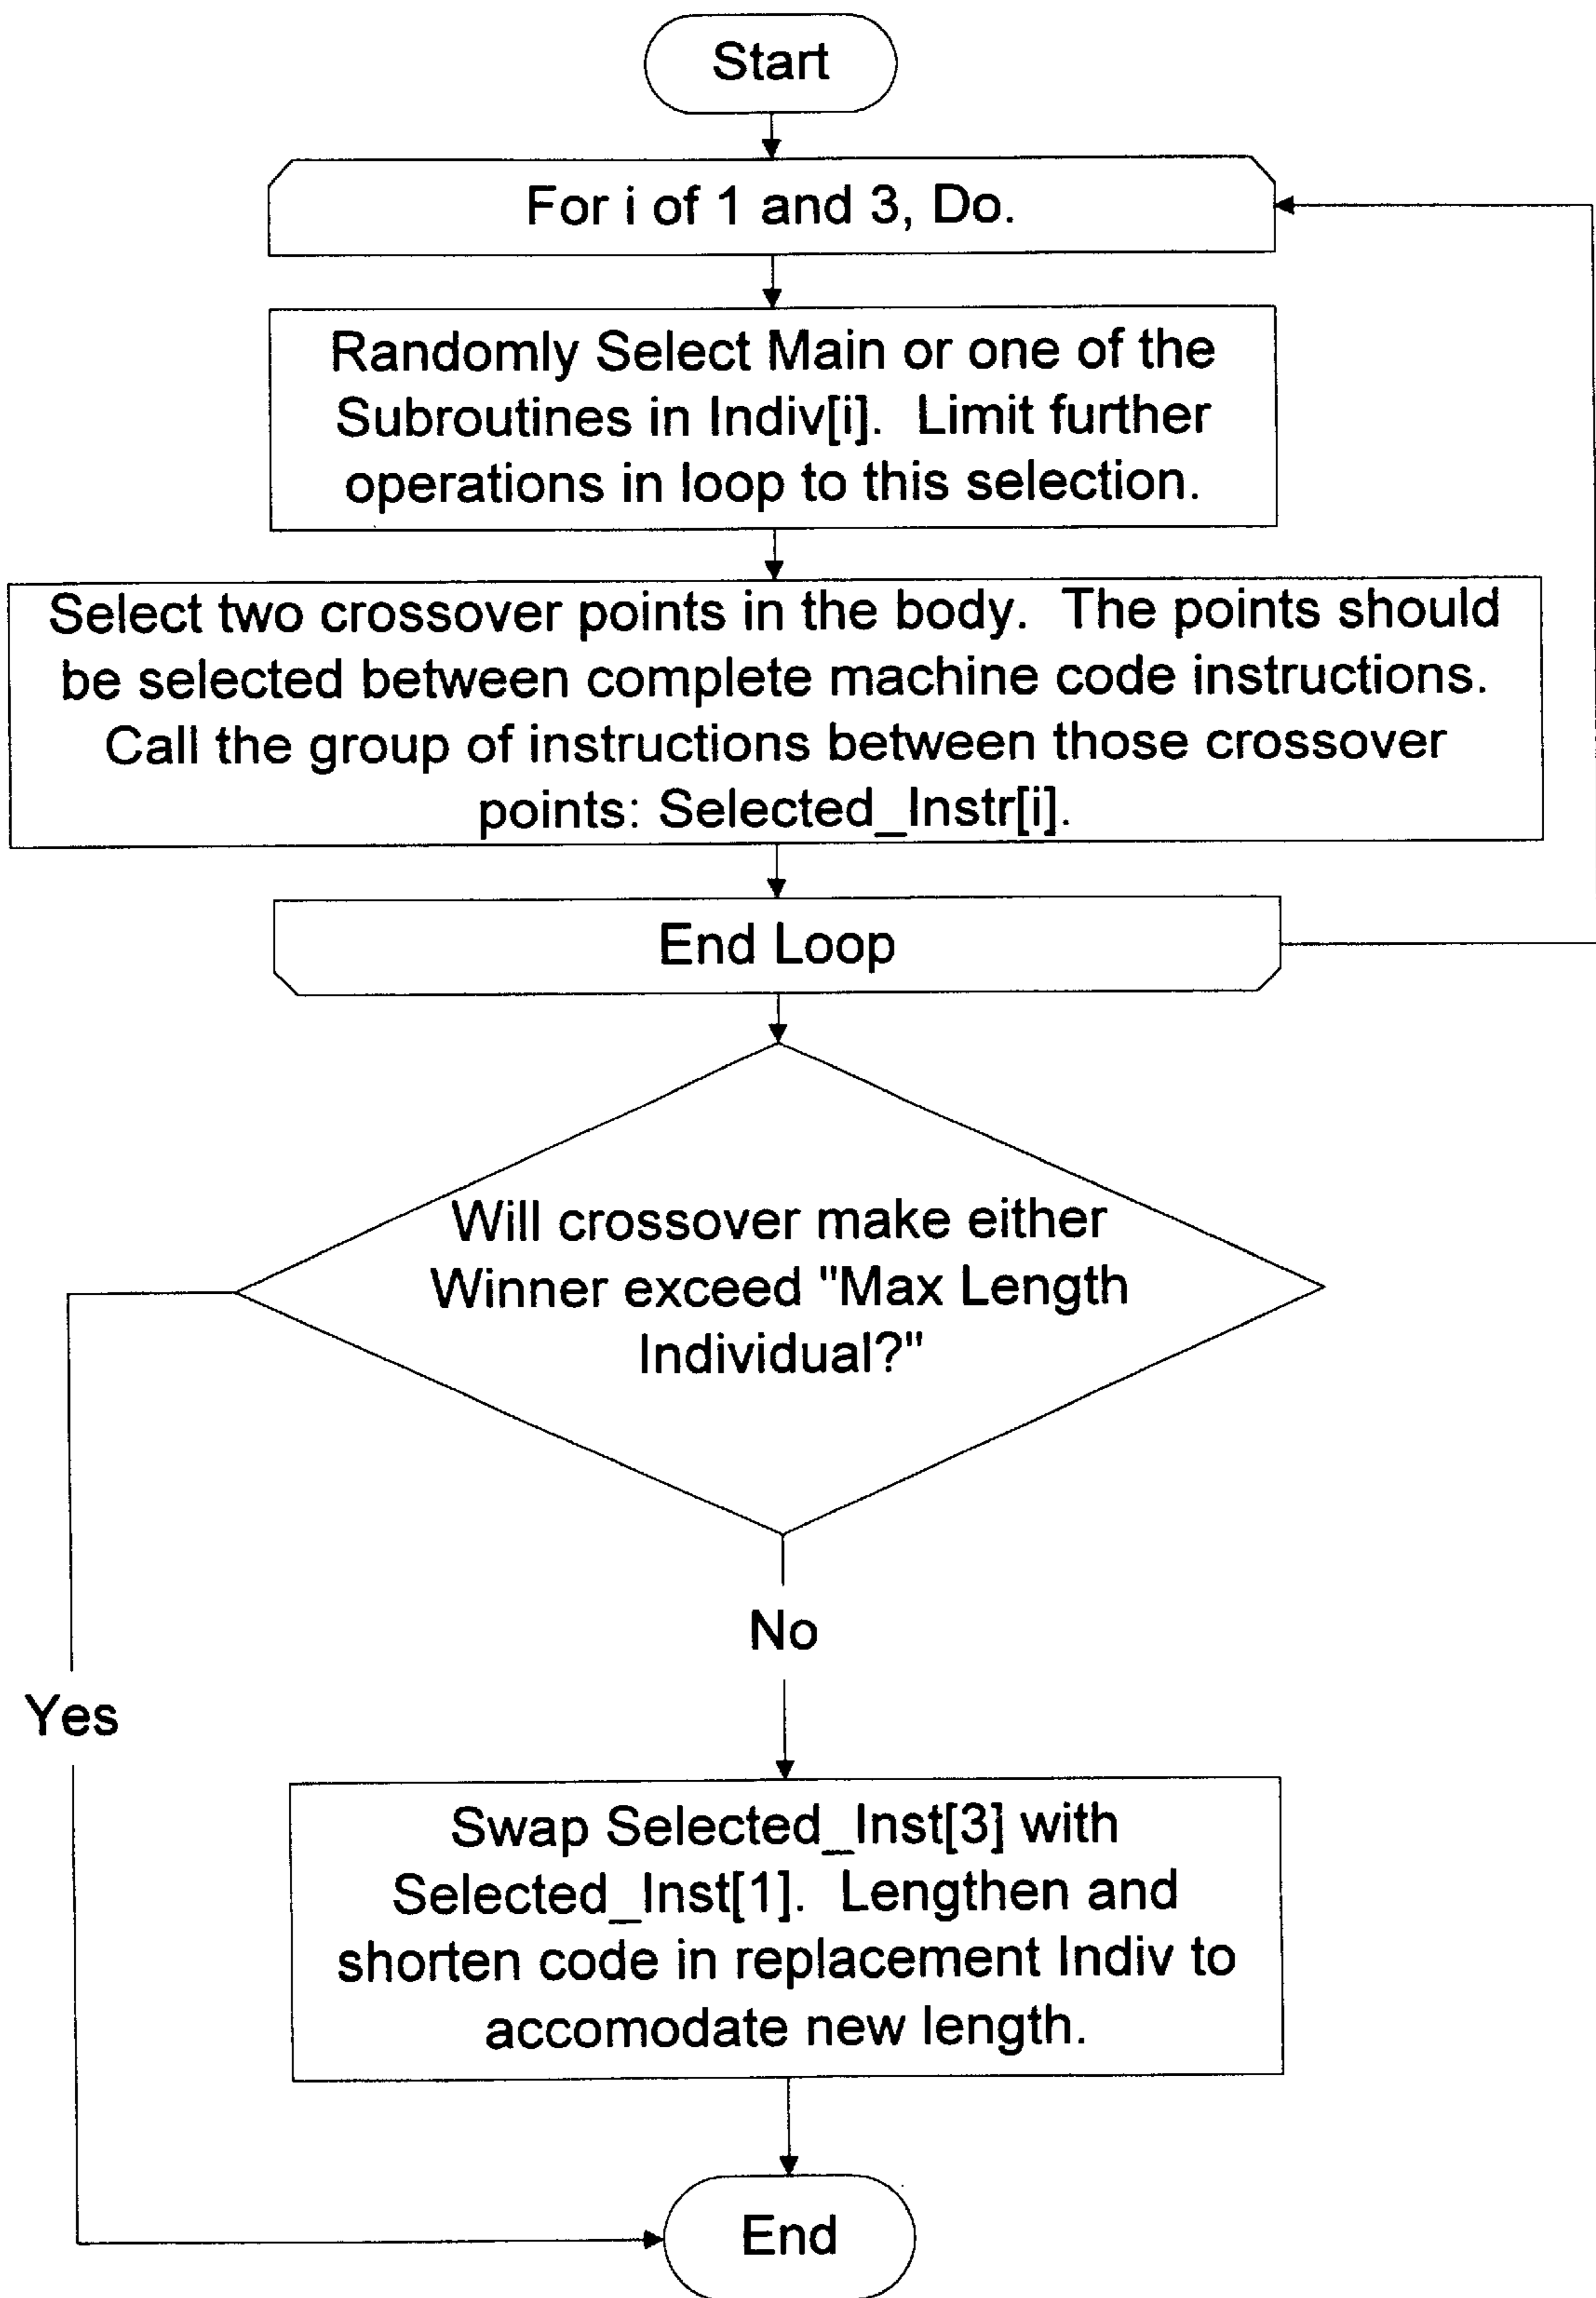 Start
For i of 1 and 3, Do.
Randomly Select Main or one of the
Subroutines in Indiv[i].  Limit further
operations in loop to this selection.
Select two crossover points in the body.  The points should
be selected between complete machine code instructions.
Call the group of instructions between those crossover
points: Selected_Instr[i].
End Loop
Will crossover make either
Winner exceed "Max Length
Individual?"
No
Yes
Swap Selected_Inst[3] with
Selected_Inst[1].  Lengthen and
shorten code in replacement Indiv to
accomodate new length.
End